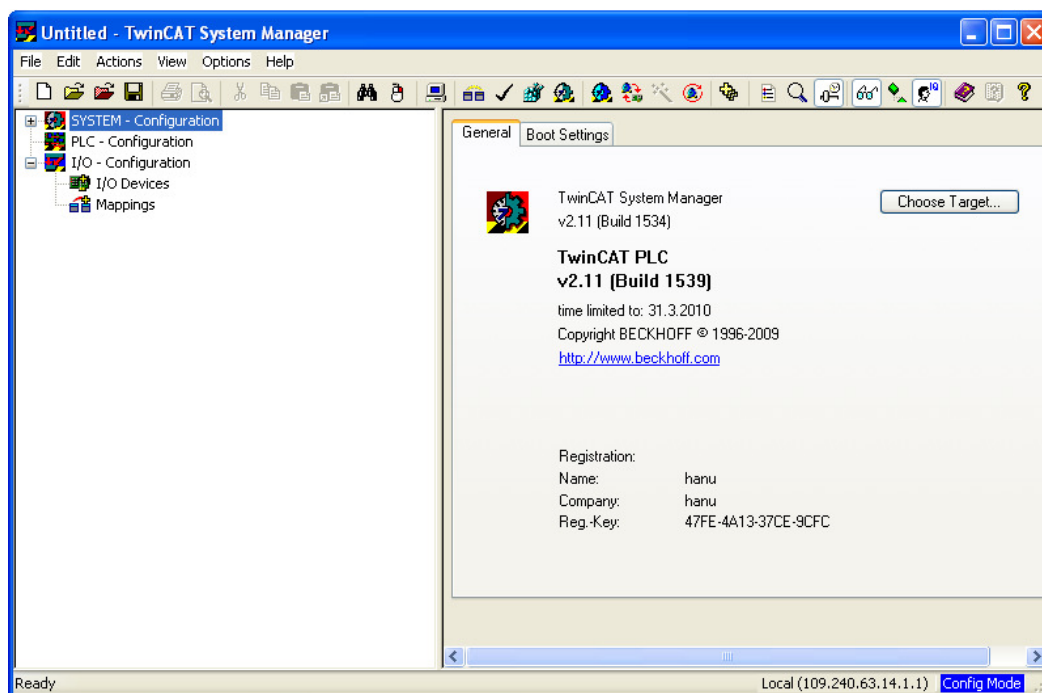 Untitled - TwinCAT System Manager
File Edit Actions View Options Help
SYSTEM - Configuration
PLC - Configuration
I/O - Configuration
I/O Devices
Mappings
General Boot Settings
TwinCAT System Manager
v2.11 (Build 1534)
Choose Target...
TwinCAT PLC
v2.11 (Build 1539)
time limited to: 31.3.2010
Copyright BECKHOFF © 1996-2009
http://www.beckhoff.com
Registration:
Name: hanu
Company: hanu
Reg.-Key: 47FE-4A13-37CE-9CFC
Ready Local (109.240.63.14.1.1) Config Mode